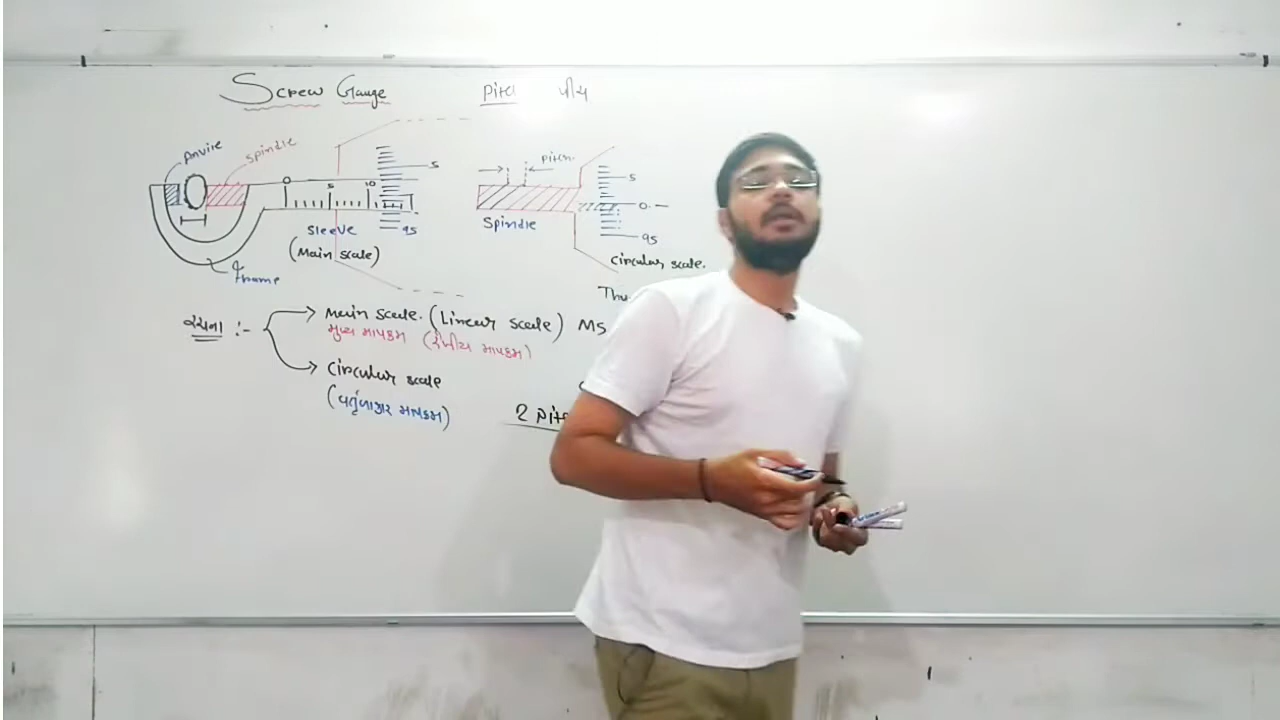 Screw Gauge
Pitch પીચ
Anvile
Spindle
0 5 10
5
95
Sleeve
(Main scale)
Frame
Pitch
Spindle
5
0
95
Circular scale.
રચના :-
Main scale. (Linear scale) MS
મુખ્ય માપક્રમ (રેખીય માપક્રમ)
Circular scale
(વર્તુળાકાર માપક્રમ)